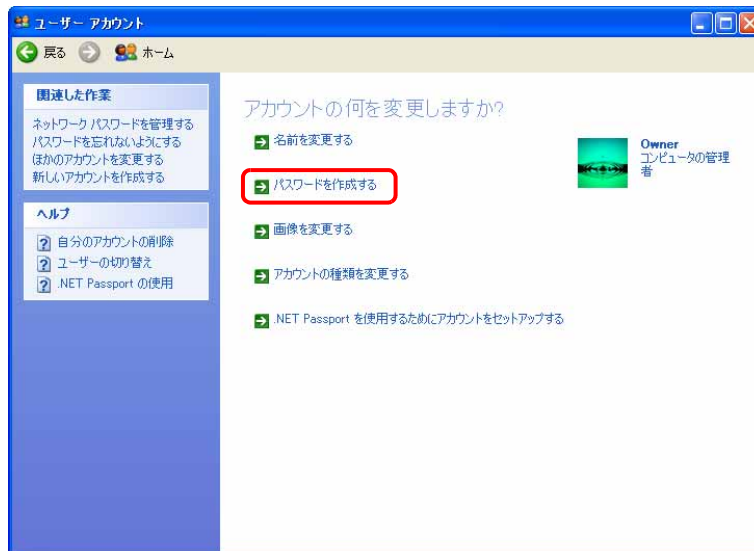 ユーザー アカウント
戻る
ホーム
関連した作業
ネットワーク パスワードを管理する
パスワードを忘れないようにする
ほかのアカウントを変更する
新しいアカウントを作成する
ヘルプ
自分のアカウントの削除
ユーザーの切り替え
.NET Passport の使用
アカウントの何を変更しますか?
名前を変更する
パスワードを作成する
画像を変更する
アカウントの種類を変更する
.NET Passport を使用するためにアカウントをセットアップする
Owner
コンピュータの管理
者